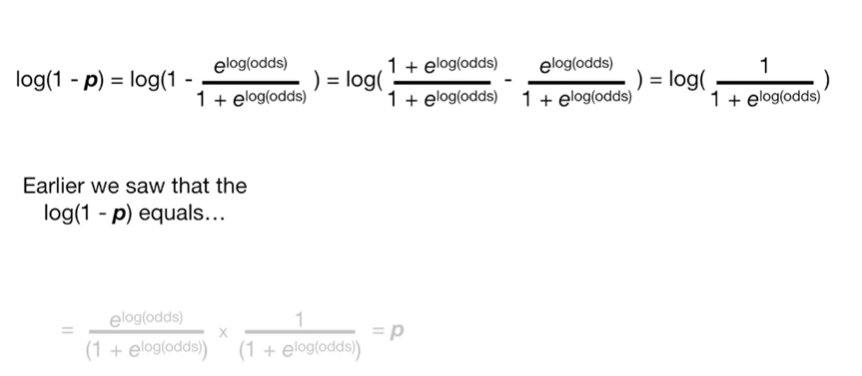 log(1 - p) = log(1 - e^log(odds) / 1 + e^log(odds) ) = log( 1 + e^log(odds) / 1 + e^log(odds) - e^log(odds) / 1 + e^log(odds) ) = log( 1 / 1 + e^log(odds) )
Earlier we saw that the
log(1 - p) equals…
= e^log(odds) / (1 + e^log(odds)) x 1 / (1 + e^log(odds)) = p